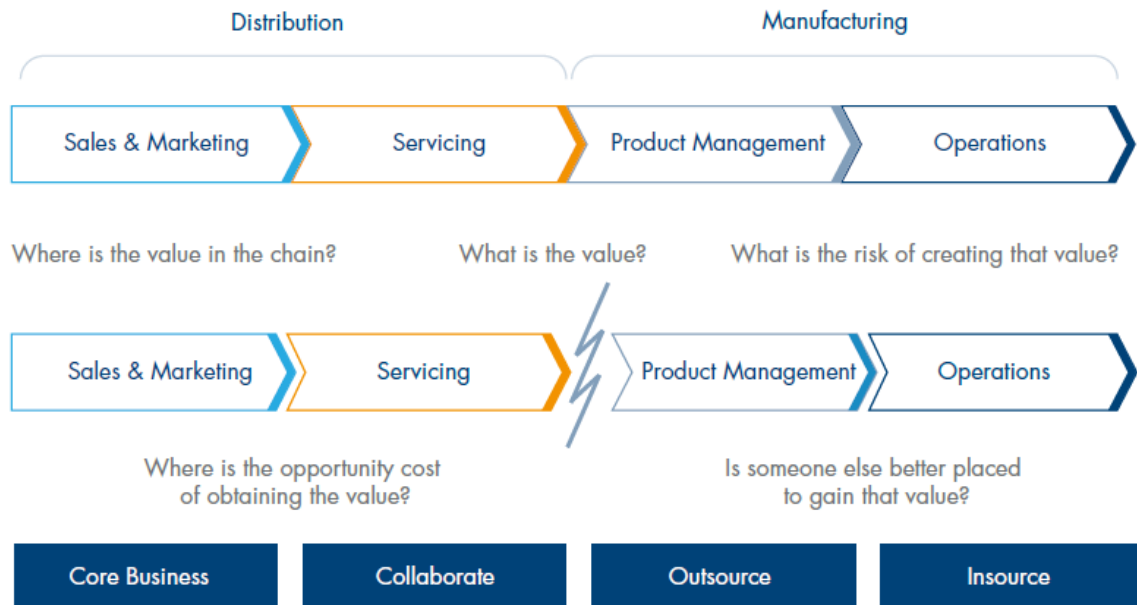 Distribution
Manufacturing
Sales & Marketing
Servicing
Product Management
Operations
Where is the value in the chain?
What is the value?
What is the risk of creating that value?
Sales & Marketing
Servicing
Product Management
Operations
Where is the opportunity cost
of obtaining the value?
Is someone else better placed
to gain that value?
Core Business
Collaborate
Outsource
Insource